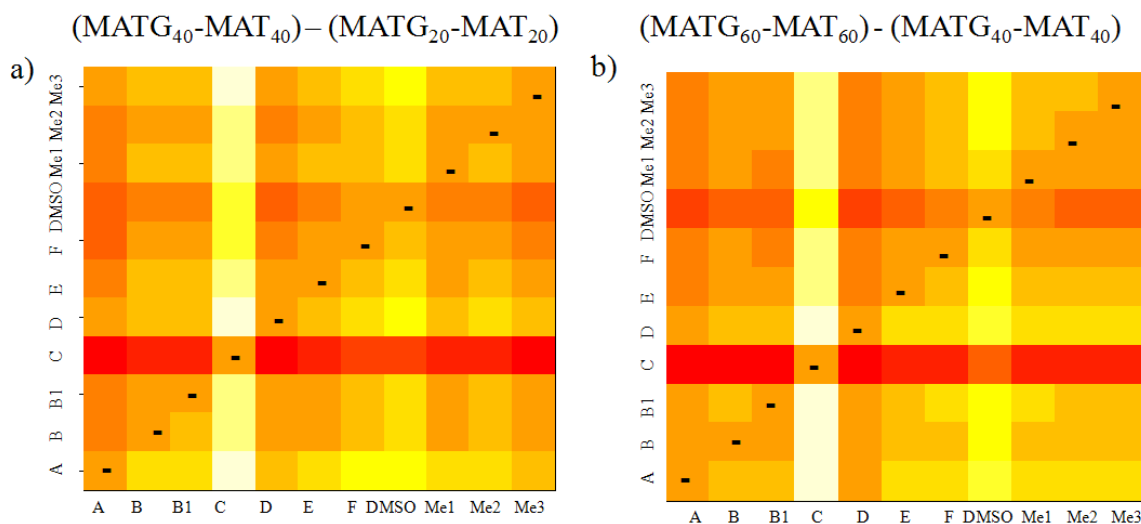 (MATG₄₀-MAT₄₀) – (MATG₂₀-MAT₂₀)
a)
Me3
Me2
Me1
DMSO
F
E
D
C
B1
B
A
A B B1 C D E F DMSO Me1 Me2 Me3
(MATG₆₀-MAT₆₀) - (MATG₄₀-MAT₄₀)
b)
Me3
Me2
Me1
DMSO
F
E
D
C
B1
B
A
A B B1 C D E F DMSO Me1 Me2 Me3